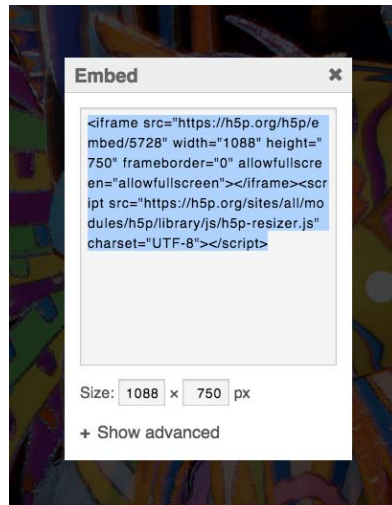 Embed ✖
<iframe src="https://h5p.org/h5p/e
mbed/5728" width="1088" height="
750" frameborder="0" allowfullscre
en="allowfullscreen"></iframe><scr
ipt src="https://h5p.org/sites/all/mo
dules/h5p/library/js/h5p-resizer.js"
charset="UTF-8"></script>
Size: 1088 × 750 px
+ Show advanced